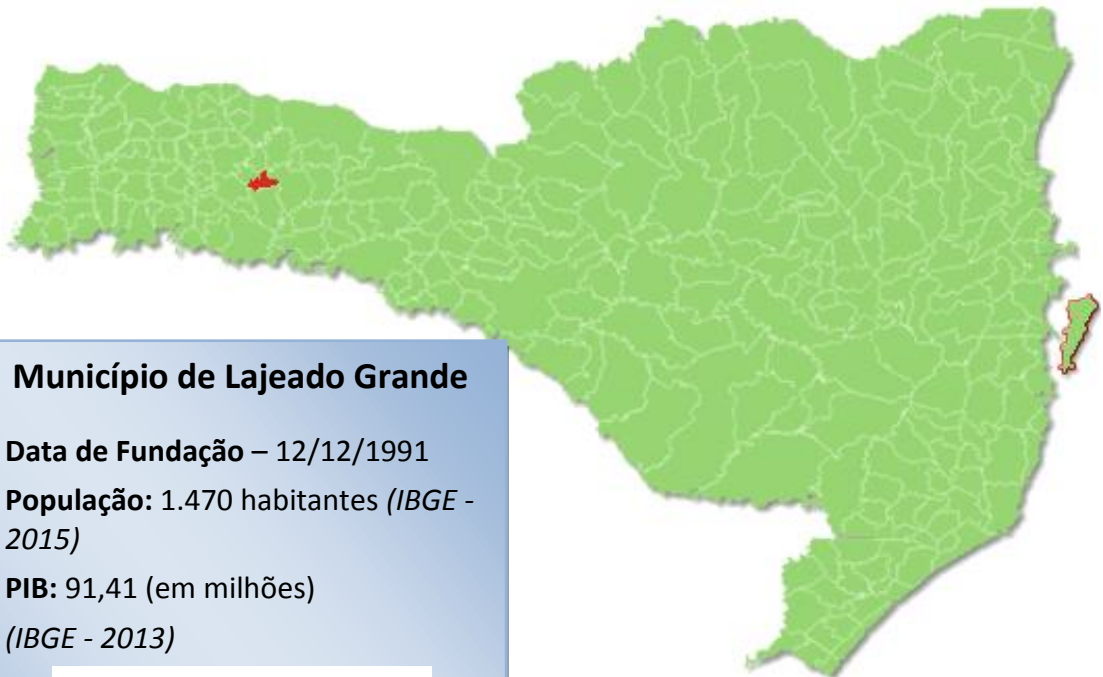 Município de Lajeado Grande
Data de Fundação – 12/12/1991
População: 1.470 habitantes (IBGE -
2015)
PIB: 91,41 (em milhões)
(IBGE - 2013)